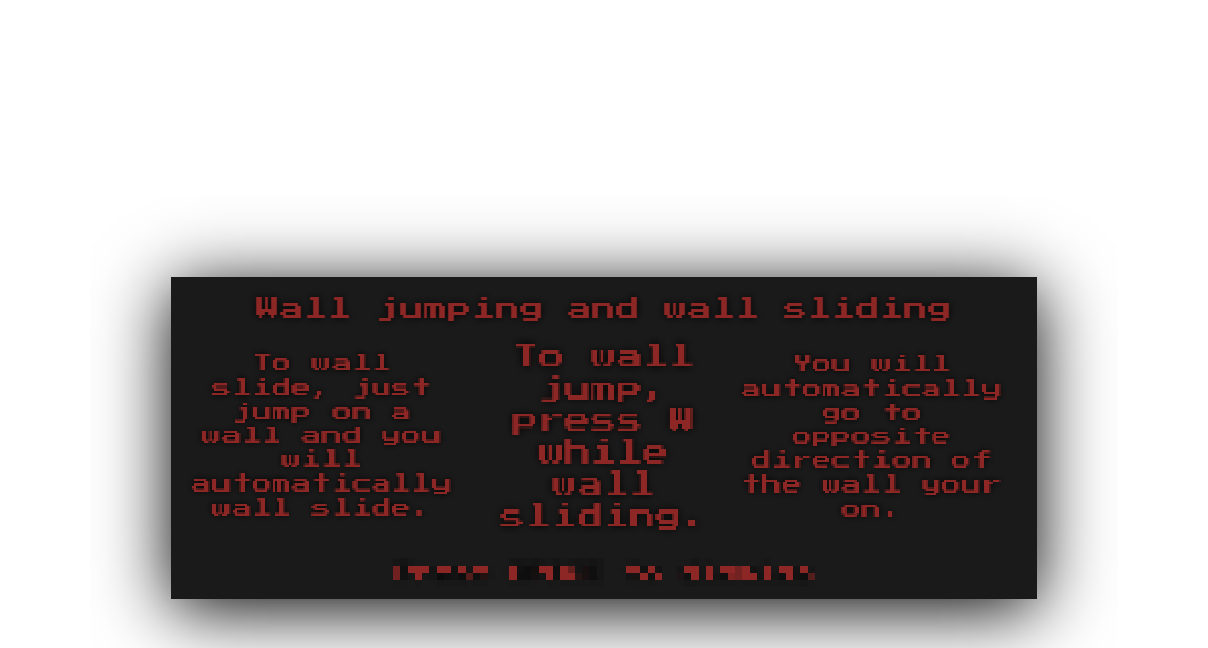 Wall jumping and wall sliding
To wall
slide, just
jump on a
wall and you
will
automatically
wall slide.
To wall
jump,
press W
while
wall
sliding.
You will
automatically
go to
opposite
direction of
the wall your
on.